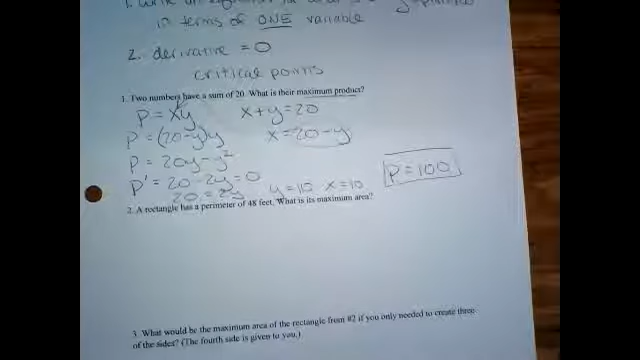 in terms of ONE variable
2. derivative = 0
critical points
1. Two numbers have a sum of 20. What is their maximum product?
P = xy x + y = 20
P = (20-y)y x = 20 - y
P = 20y - y²
P' = 20 - 2y = 0
20 = 2y y = 10 x = 10 P = 100
2. A rectangle has a perimeter of 48 feet. What is its maximum area?
3. What would be the maximum area of the rectangle from #2 if you only needed to create three
of the sides? (The fourth side is given to you.)